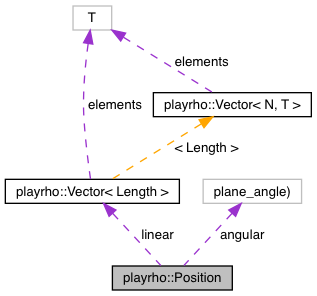 T
elements
elements
playrho::Vector< N, T >
< Length >
playrho::Vector< Length >
plane_angle)
linear
angular
playrho::Position